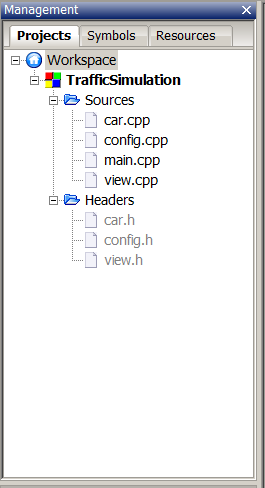 Management
Projects Symbols Resources
Workspace
TrafficSimulation
Sources
car.cpp
config.cpp
main.cpp
view.cpp
Headers
car.h
config.h
view.h